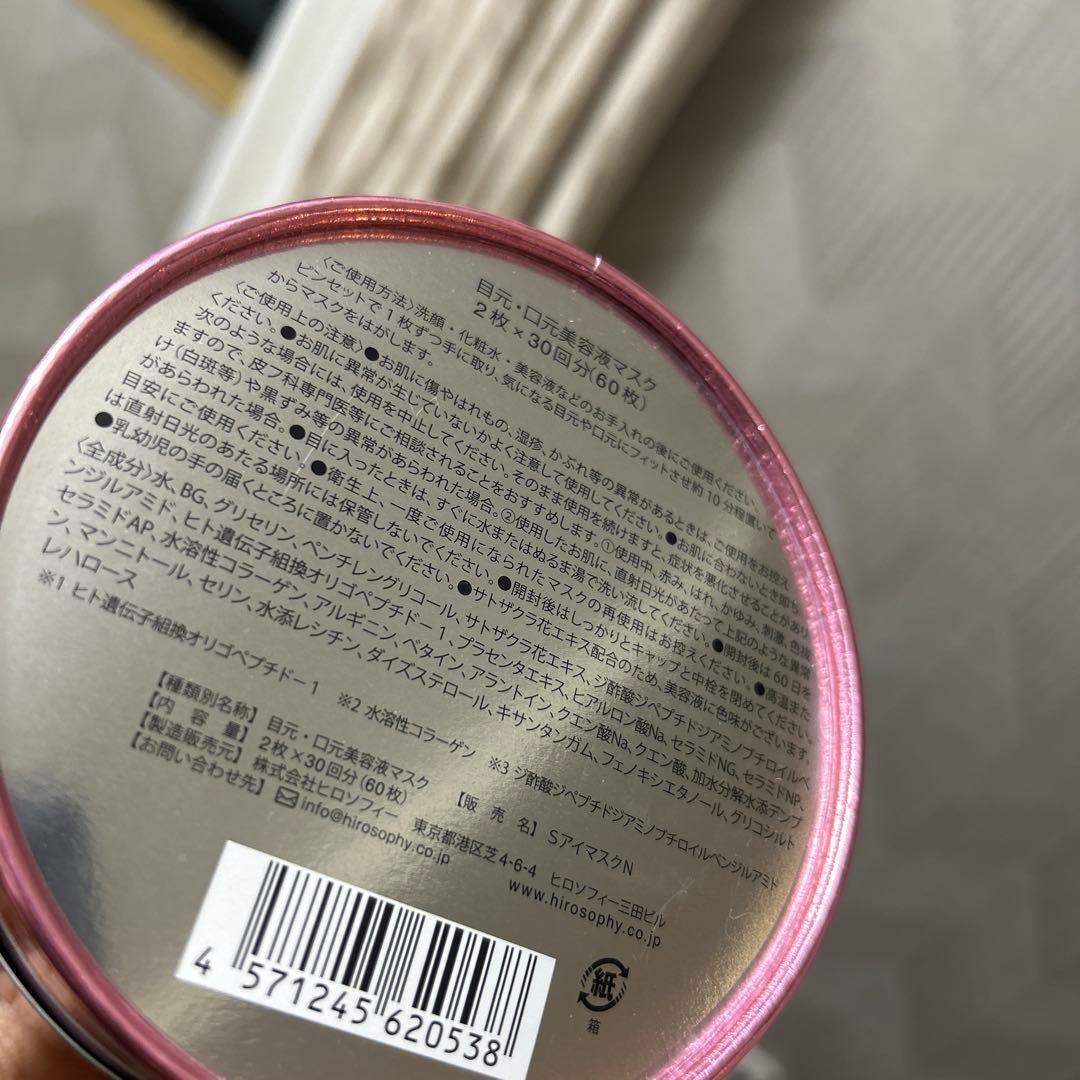 目元・口元美容液マスク
2枚×30回分(60枚)
〈ご使用方法〉洗顔・化粧水・美容液などのお手入れの後にご使用ください。
ピンセットで1枚ずつ手に取り、気になる目元や口元にフィットさせ約10分程置いて
からマスクをはがします。
〈ご使用上の注意〉●お肌に傷やはれもの、湿疹、かぶれ等の異常があるときは、ご使用をお控え
ください。●お肌に異常が生じていないかよく注意して使用してください。●お肌に合わないとき即ち
次のような場合には、使用を中止してください。そのまま使用を続けますと、症状を悪化させることがあり
ますので、皮フ科専門医等にご相談されることをおすすめします。①使用中、赤み、はれ、かゆみ、刺激、色抜
け(白斑等)や黒ずみ等の異常があらわれた場合。②使用したお肌に、直射日光があたって上記のような異常
があらわれた場合。●目に入ったときは、すぐに水またはぬるま湯で洗い流してください。●開封後は60日を
目安にご使用ください。●衛生上、一度ご使用になられたマスクの再使用はお控えください。●高温また
は直射日光のあたる場所には保管しないでください。●開封後はしっかりとキャップと中栓を閉めてください。
●乳幼児の手の届くところに置かないでください。●サトザクラ花エキス配合のため、美容液に色味がございます。
〈全成分〉水、BG、グリセリン、ペンチレングリコール、サトザクラ花エキス、ジ酢酸ジペプチドジアミノブチロイルベ
ンジルアミド、ヒト遺伝子組換オリゴペプチド-1、プラセンタエキス、ヒアルロン酸Na、セラミドNG、セラミドNP、
セラミドAP、水溶性コラーゲン、アルギニン、ベタイン、アラントイン、クエン酸Na、クエン酸、加水分解水添デンプ
ン、マンニトール、セリン、水添レシチン、ダイズステロール、キサンタンガム、フェノキシエタノール、グリコシルト
レハロース
※1 ヒト遺伝子組換オリゴペプチド-1 ※2 水溶性コラーゲン ※3 ジ酢酸ジペプチドジアミノブチロイルベンジルアミド
【種類別名称】目元・口元美容液マスク 【販 売 名】SアイマスクN
【内 容 量】2枚×30回分(60枚)
【製造販売元】株式会社ヒロソフィー 東京都港区芝4-6-4 ヒロソフィー三田ビル
【お問い合わせ先】info@hirosophy.co.jp www.hirosophy.co.jp
4 571245 620538
紙
箱